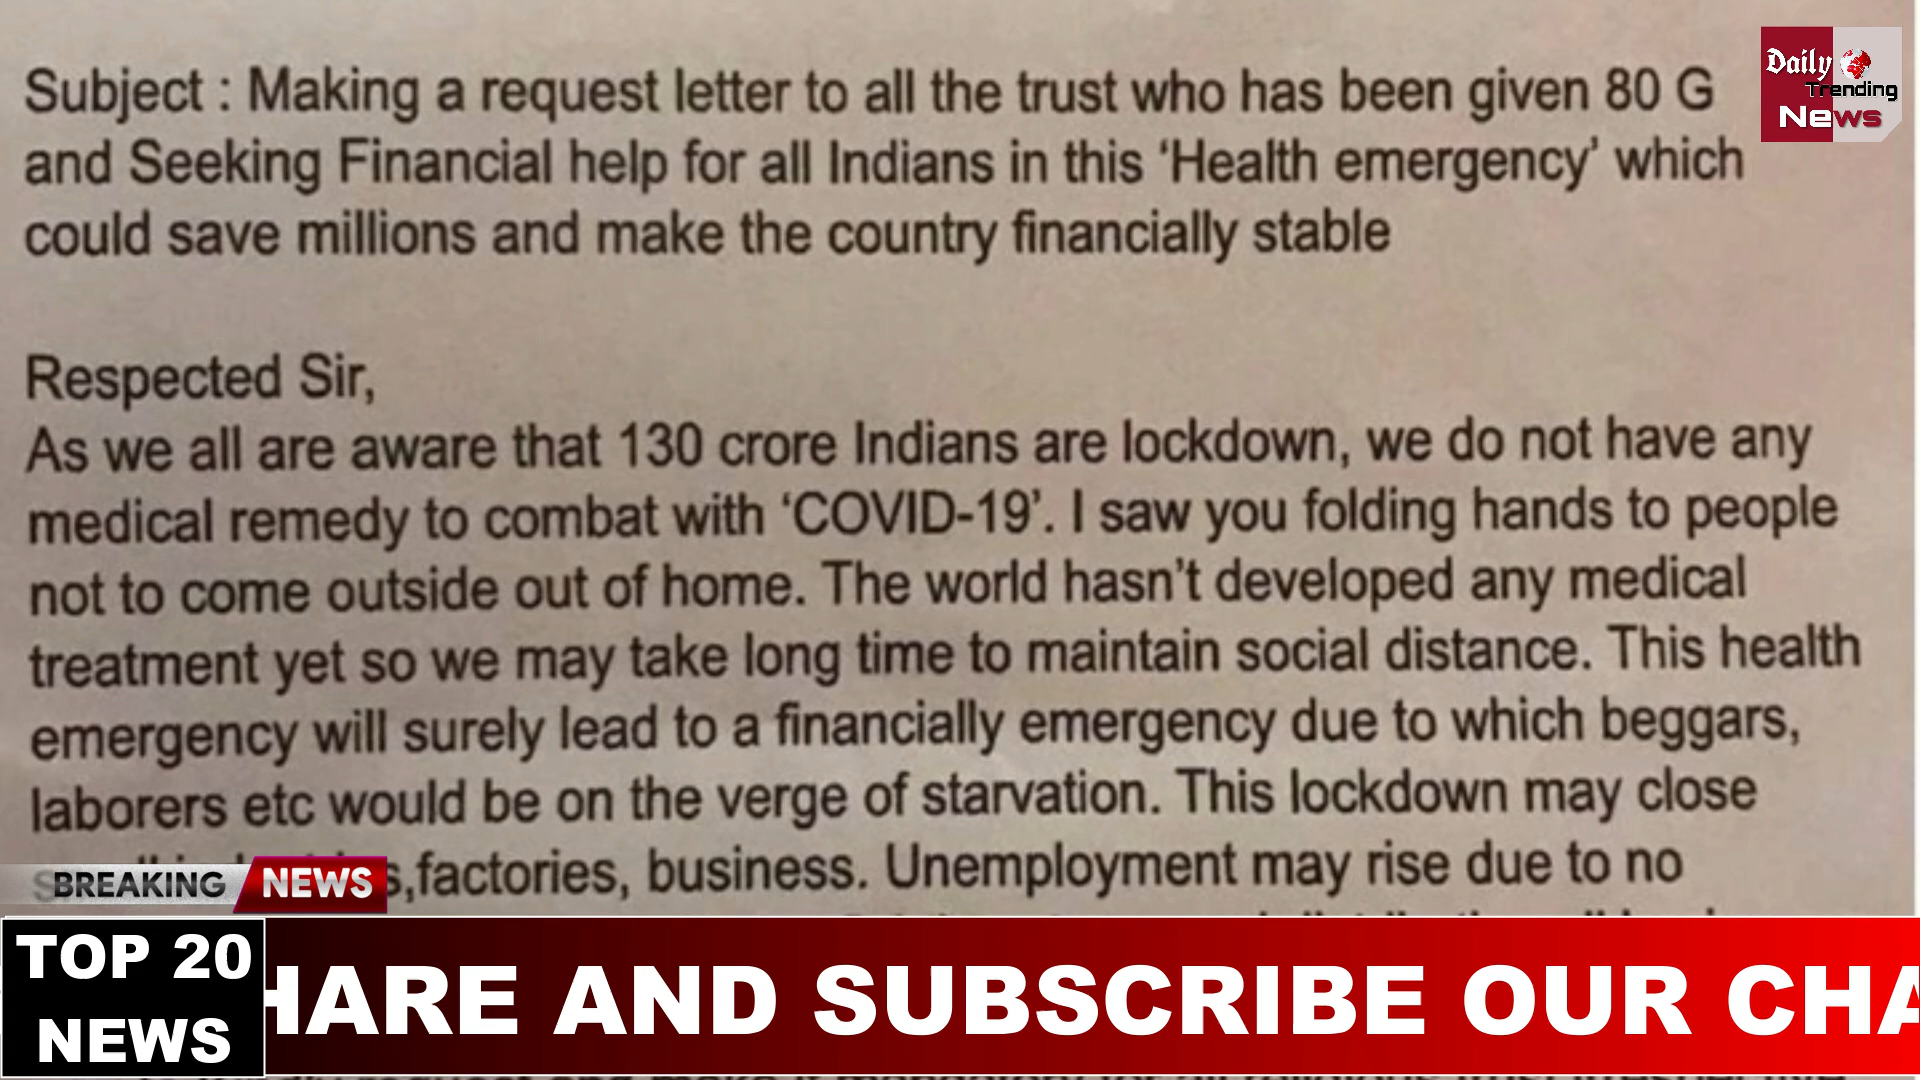 Subject : Making a request letter to all the trust who has been given 80 G
and Seeking Financial help for all Indians in this ‘Health emergency’ which
could save millions and make the country financially stable
Respected Sir,
As we all are aware that 130 crore Indians are lockdown, we do not have any
medical remedy to combat with ‘COVID-19’. I saw you folding hands to people
not to come outside out of home. The world hasn’t developed any medical
treatment yet so we may take long time to maintain social distance. This health
emergency will surely lead to a financially emergency due to which beggars,
laborers etc would be on the verge of starvation. This lockdown may close
factories, business. Unemployment may rise due to no
Daily
Trending
News
BREAKING NEWS
TOP 20
NEWS
HARE AND SUBSCRIBE OUR CHA